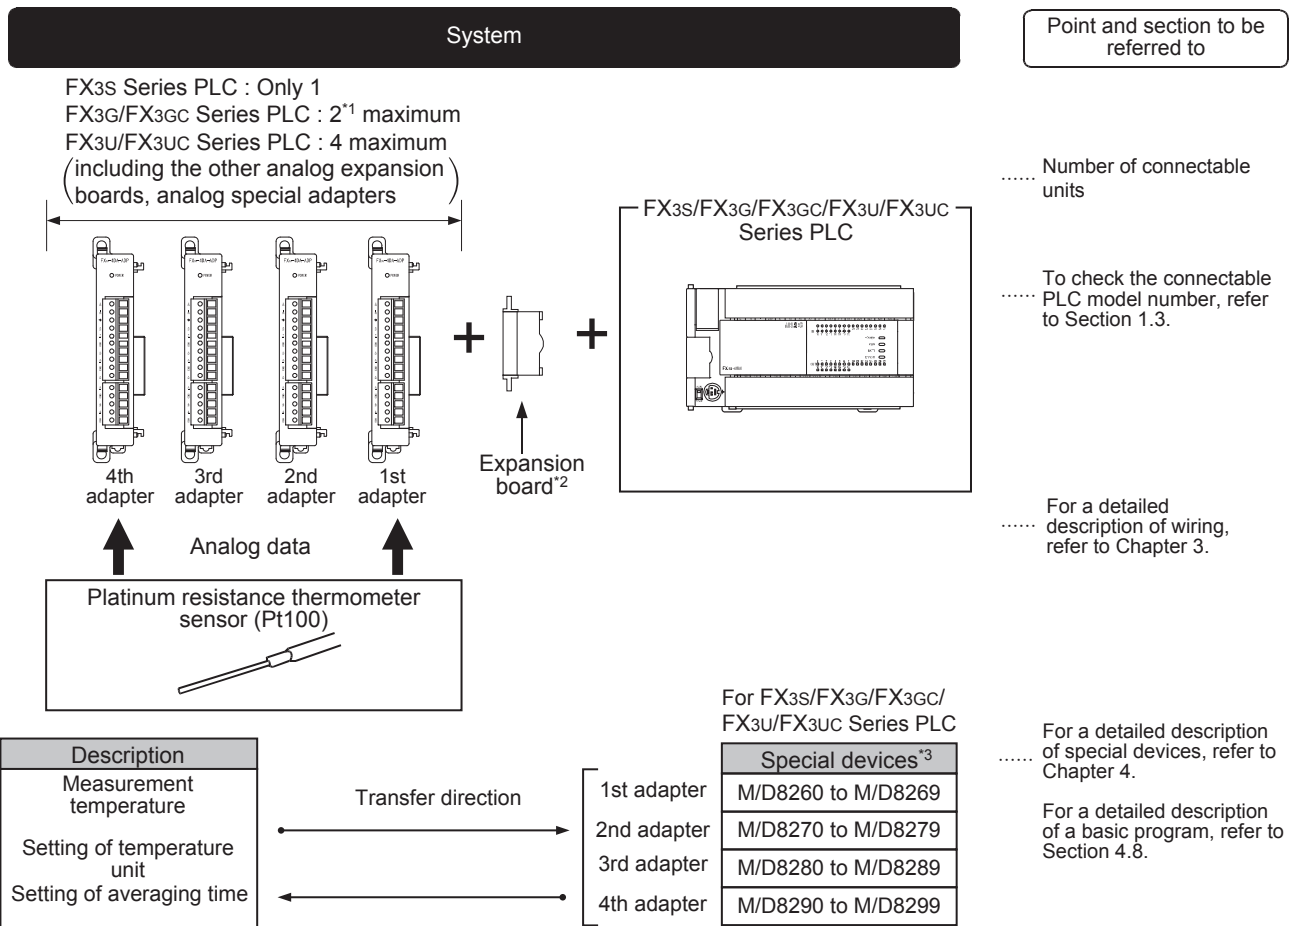 System
Point and section to be
referred to
FX3S Series PLC : Only 1
FX3G/FX3GC Series PLC : 2*1 maximum
FX3U/FX3UC Series PLC : 4 maximum
(including the other analog expansion
boards, analog special adapters)
...... Number of connectable
units
FX3S/FX3G/FX3GC/FX3U/FX3UC
Series PLC
...... To check the connectable
PLC model number, refer
to Section 1.3.
+
+
4th
adapter
3rd
adapter
2nd
adapter
1st
adapter
Expansion
board*2
...... For a detailed
description of wiring,
refer to Chapter 3.
Analog data
Platinum resistance thermometer
sensor (Pt100)
For FX3S/FX3G/FX3GC/
FX3U/FX3UC Series PLC
Description
Measurement
temperature
Setting of temperature
unit
Setting of averaging time
Transfer direction
Special devices*3
1st adapter M/D8260 to M/D8269
2nd adapter M/D8270 to M/D8279
3rd adapter M/D8280 to M/D8289
4th adapter M/D8290 to M/D8299
...... For a detailed description
of special devices, refer to
Chapter 4.
For a detailed description
of a basic program, refer to
Section 4.8.